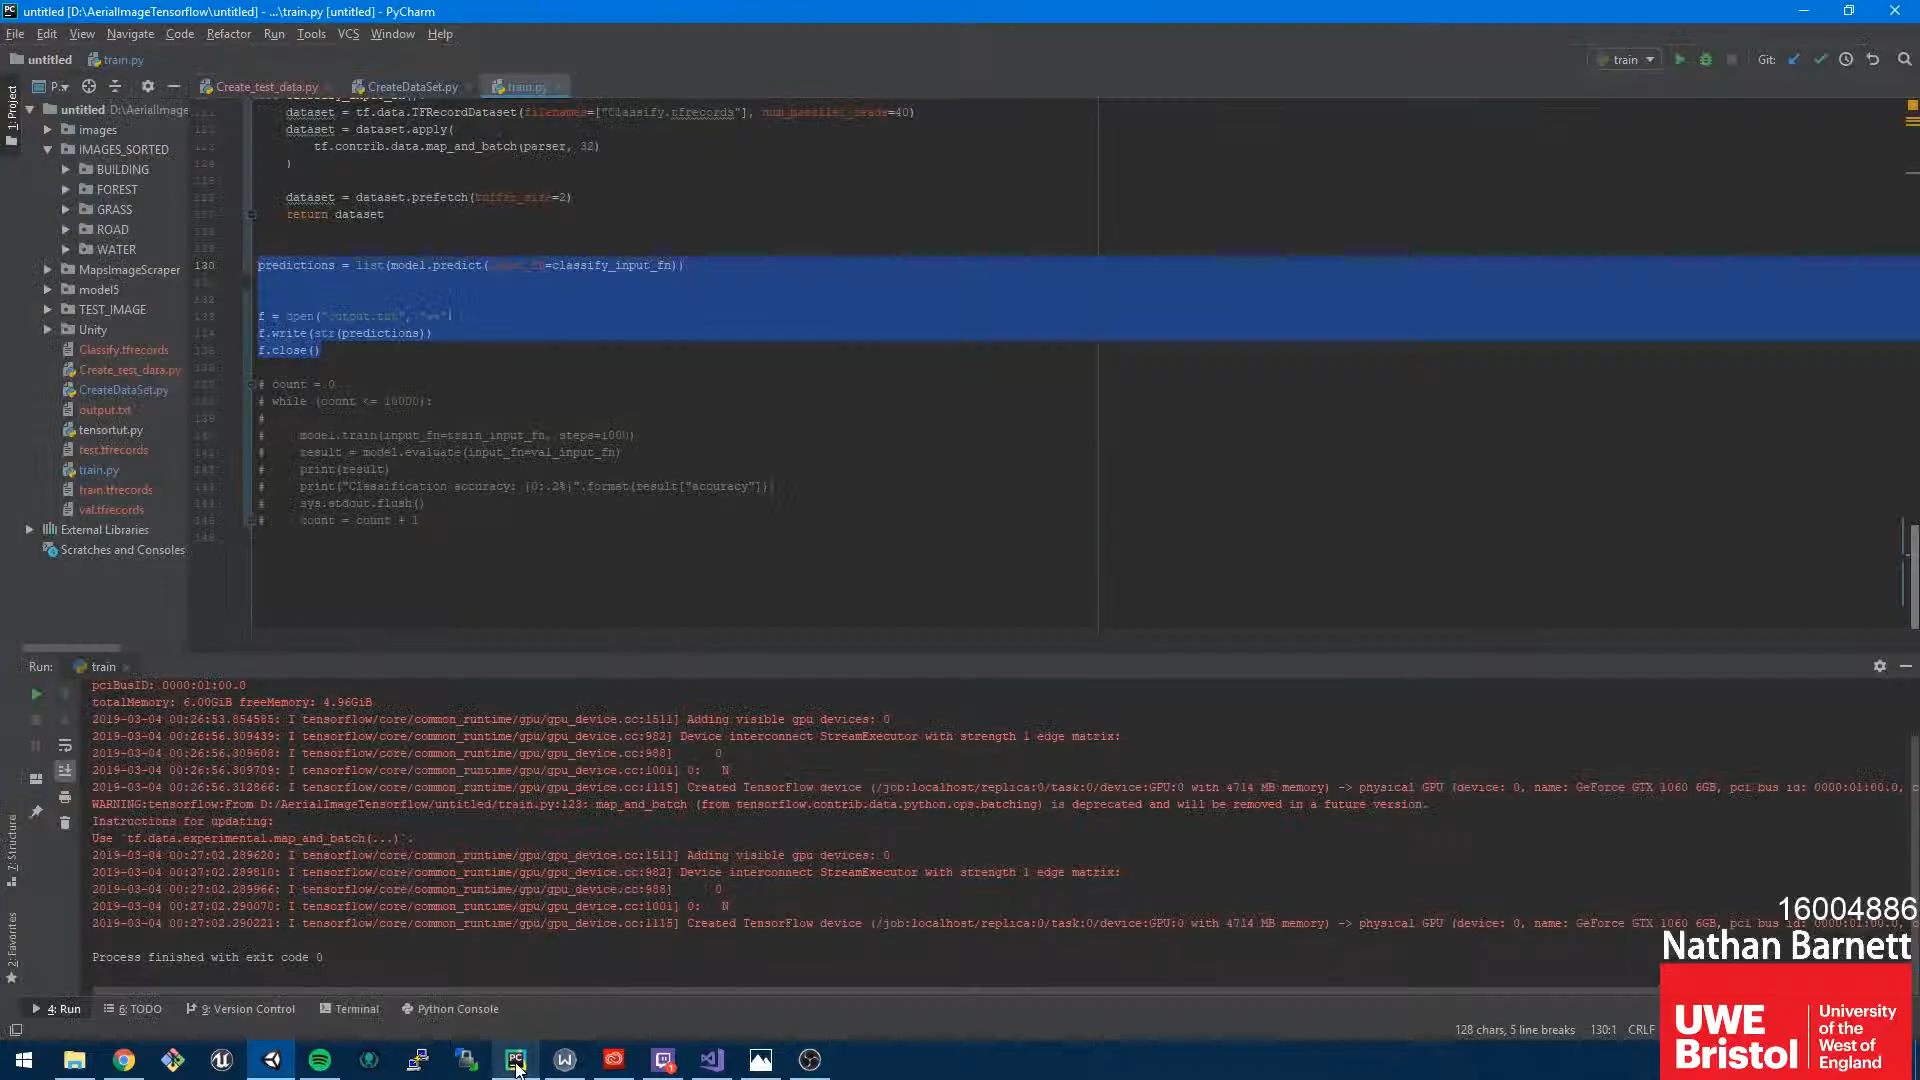 untitled [D:\AerialImageTensorflow\untitled] - ...\train.py [untitled] - PyCharm
File Edit View Navigate Code Refactor Run Tools VCS Window Help
untitled train.py
train
Git:
1: Project
P..
Create_test_data.py CreateDataSet.py train.py
untitled D:\AerialImage
images
IMAGES_SORTED
BUILDING
FOREST
GRASS
ROAD
WATER
MapsImageScraper
model5
TEST_IMAGE
Unity
Classify.tfrecords
Create_test_data.py
CreateDataSet.py
output.txt
tensortut.py
test.tfrecords
train.py
train.tfrecords
val.tfrecords
External Libraries
Scratches and Consoles
dataset = tf.data.TFRecordDataset(filenames=["Classify.tfrecords"], num_parallel_reads=40)
dataset = dataset.apply(
tf.contrib.data.map_and_batch(parser, 32)
)
dataset = dataset.prefetch(buffer_size=2)
return dataset
130 predictions = list(model.predict(input_fn=classify_input_fn))
f = open("output.txt",
f.write(str(predictions))
f.close()
# count = 0
# while (count <= 10000):
#
# model.train(input_fn=train_input_fn, steps=1000)
# result = model.evaluate(input_fn=val_input_fn)
# print(result)
# print("Classification accuracy: {0:.2%}".format(result["accuracy"]))
# sys.stdout.flush()
# count = count + 1
Run: train
pciBusID: 0000:01:00.0
totalMemory: 6.00GiB freeMemory: 4.96GiB
2019-03-04 00:26:53.854585: I tensorflow/core/common_runtime/gpu/gpu_device.cc:1511] Adding visible gpu devices: 0
2019-03-04 00:26:56.309439: I tensorflow/core/common_runtime/gpu/gpu_device.cc:982] Device interconnect StreamExecutor with strength 1 edge matrix:
2019-03-04 00:26:56.309608: I tensorflow/core/common_runtime/gpu/gpu_device.cc:988] 0
2019-03-04 00:26:56.309709: I tensorflow/core/common_runtime/gpu/gpu_device.cc:1001] 0: N
2019-03-04 00:26:56.312866: I tensorflow/core/common_runtime/gpu/gpu_device.cc:1115] Created TensorFlow device (/job:localhost/replica:0/task:0/device:GPU:0 with 4714 MB memory) -> physical GPU (device: 0, name: GeForce GTX 1060 6GB, pci bus id: 0000:01:00.0, c
WARNING:tensorflow:From D:/AerialImageTensorflow/untitled/train.py:123: map_and_batch (from tensorflow.contrib.data.python.ops.batching) is deprecated and will be removed in a future version.
Instructions for updating:
Use `tf.data.experimental.map_and_batch(...)`.
2019-03-04 00:27:02.289620: I tensorflow/core/common_runtime/gpu/gpu_device.cc:1511] Adding visible gpu devices: 0
2019-03-04 00:27:02.289810: I tensorflow/core/common_runtime/gpu/gpu_device.cc:982] Device interconnect StreamExecutor with strength 1 edge matrix:
2019-03-04 00:27:02.289966: I tensorflow/core/common_runtime/gpu/gpu_device.cc:988] 0
2019-03-04 00:27:02.290070: I tensorflow/core/common_runtime/gpu/gpu_device.cc:1001] 0: N
2019-03-04 00:27:02.290221: I tensorflow/core/common_runtime/gpu/gpu_device.cc:1115] Created TensorFlow device (/job:localhost/replica:0/task:0/device:GPU:0 with 4714 MB memory) -> physical GPU (device: 0, name: GeForce GTX 1060 6GB, pci bus id: 0000:01:00.0, c
Process finished with exit code 0
7: Structure
2: Favorites
4: Run 6: TODO 9: Version Control Terminal Python Console
128 chars, 5 line breaks 130:1 CRLF
16004886
Nathan Barnett
UWE Bristol
University of the West of England